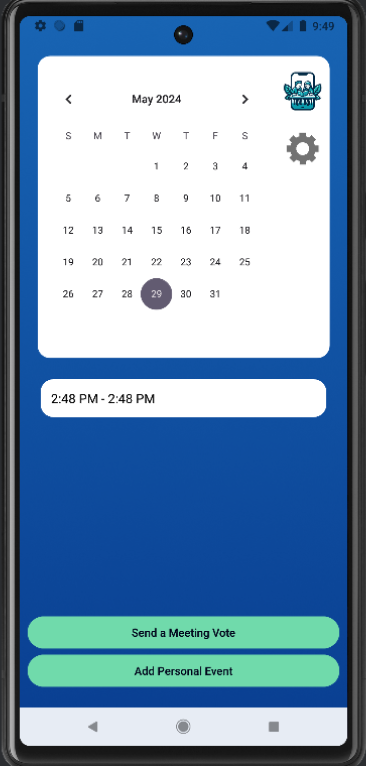 9:49
May 2024
S M T W T F S
1 2 3 4
5 6 7 8 9 10 11
12 13 14 15 16 17 18
19 20 21 22 23 24 25
26 27 28 29 30 31
2:48 PM - 2:48 PM
Send a Meeting Vote
Add Personal Event